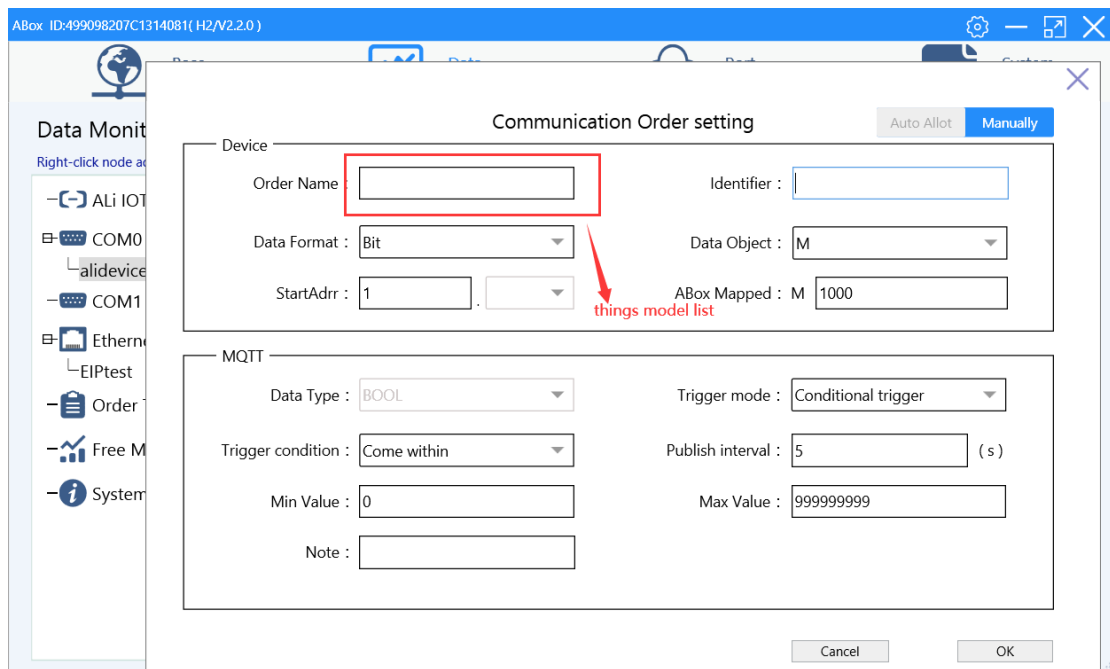 ABox ID:499098207C1314081( H2/V2.2.0 )
Data Monit
Communication Order setting
Auto Allot
Manually
Right-click node ad
ALi IOT
COM0
alidevice
COM1
Etherne
EIPtest
Order T
Free M
System
Device
Order Name :
Identifier :
Data Format : Bit
Data Object : M
StartAdrr : 1 .
ABox Mapped : M 1000
things model list
MQTT
Data Type : BOOL
Trigger mode : Conditional trigger
Trigger condition : Come within
Publish interval : 5 ( s )
Min Value : 0
Max Value : 999999999
Note :
Cancel
OK